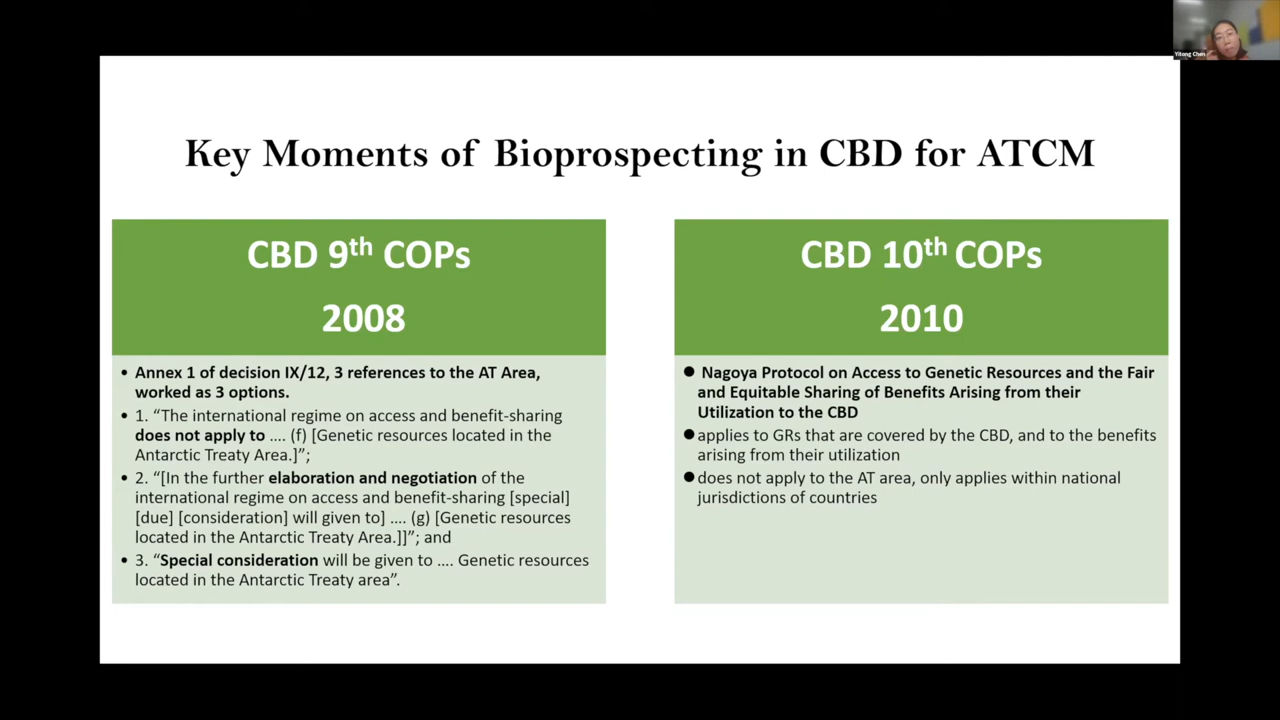 Yitong Chen
Key Moments of Bioprospecting in CBD for ATCM
CBD 9th COPs
2008
• Annex 1 of decision IX/12, 3 references to the AT Area,
worked as 3 options.
• 1. “The international regime on access and benefit-sharing
does not apply to …. (f) [Genetic resources located in the
Antarctic Treaty Area.]”;
• 2. “[In the further elaboration and negotiation of the
international regime on access and benefit-sharing [special]
[due] [consideration] will given to] …. (g) [Genetic resources
located in the Antarctic Treaty Area.]]”; and
• 3. “Special consideration will be given to …. Genetic resources
located in the Antarctic Treaty area”.
CBD 10th COPs
2010
● Nagoya Protocol on Access to Genetic Resources and the Fair
and Equitable Sharing of Benefits Arising from their
Utilization to the CBD
● applies to GRs that are covered by the CBD, and to the benefits
arising from their utilization
● does not apply to the AT area, only applies within national
jurisdictions of countries